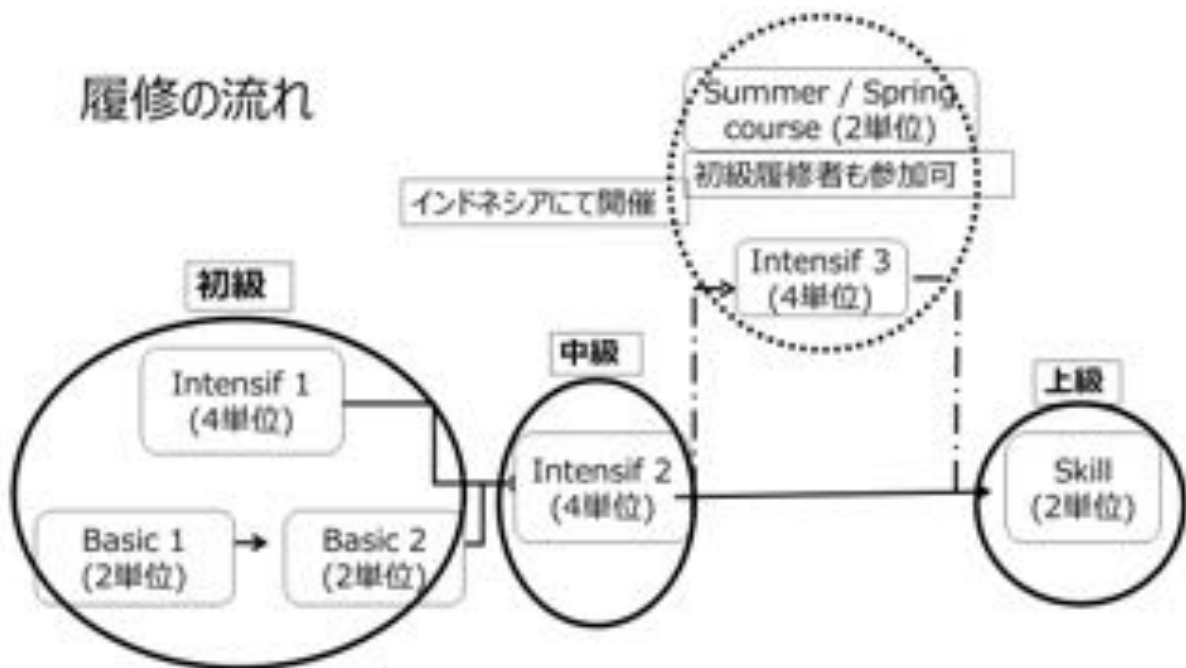 履修の流れ
Summer / Spring
course (2単位)
初級履修者も参加可
インドネシアにて開催
Intensif 3
(4単位)
初級
Intensif 1
(4単位)
Basic 1
(2単位)
Basic 2
(2単位)
中級
Intensif 2
(4単位)
上級
Skill
(2単位)